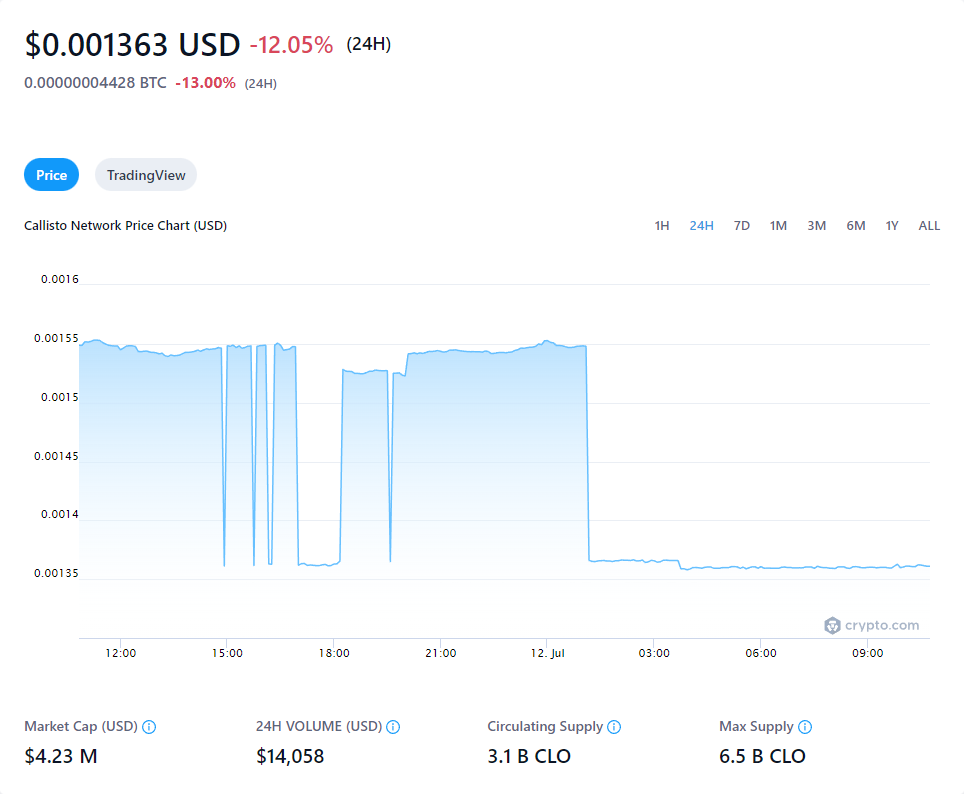 $0.001363 USD -12.05% (24H)
0.00000004428 BTC -13.00% (24H)
Price TradingView
Callisto Network Price Chart (USD) 1H 24H 7D 1M 3M 6M 1Y ALL
0.0016
0.00155
0.0015
0.00145
0.0014
0.00135
crypto.com
12:00 15:00 18:00 21:00 12. Jul 03:00 06:00 09:00
Market Cap (USD) 24H VOLUME (USD) Circulating Supply Max Supply
$4.23 M $14,058 3.1 B CLO 6.5 B CLO